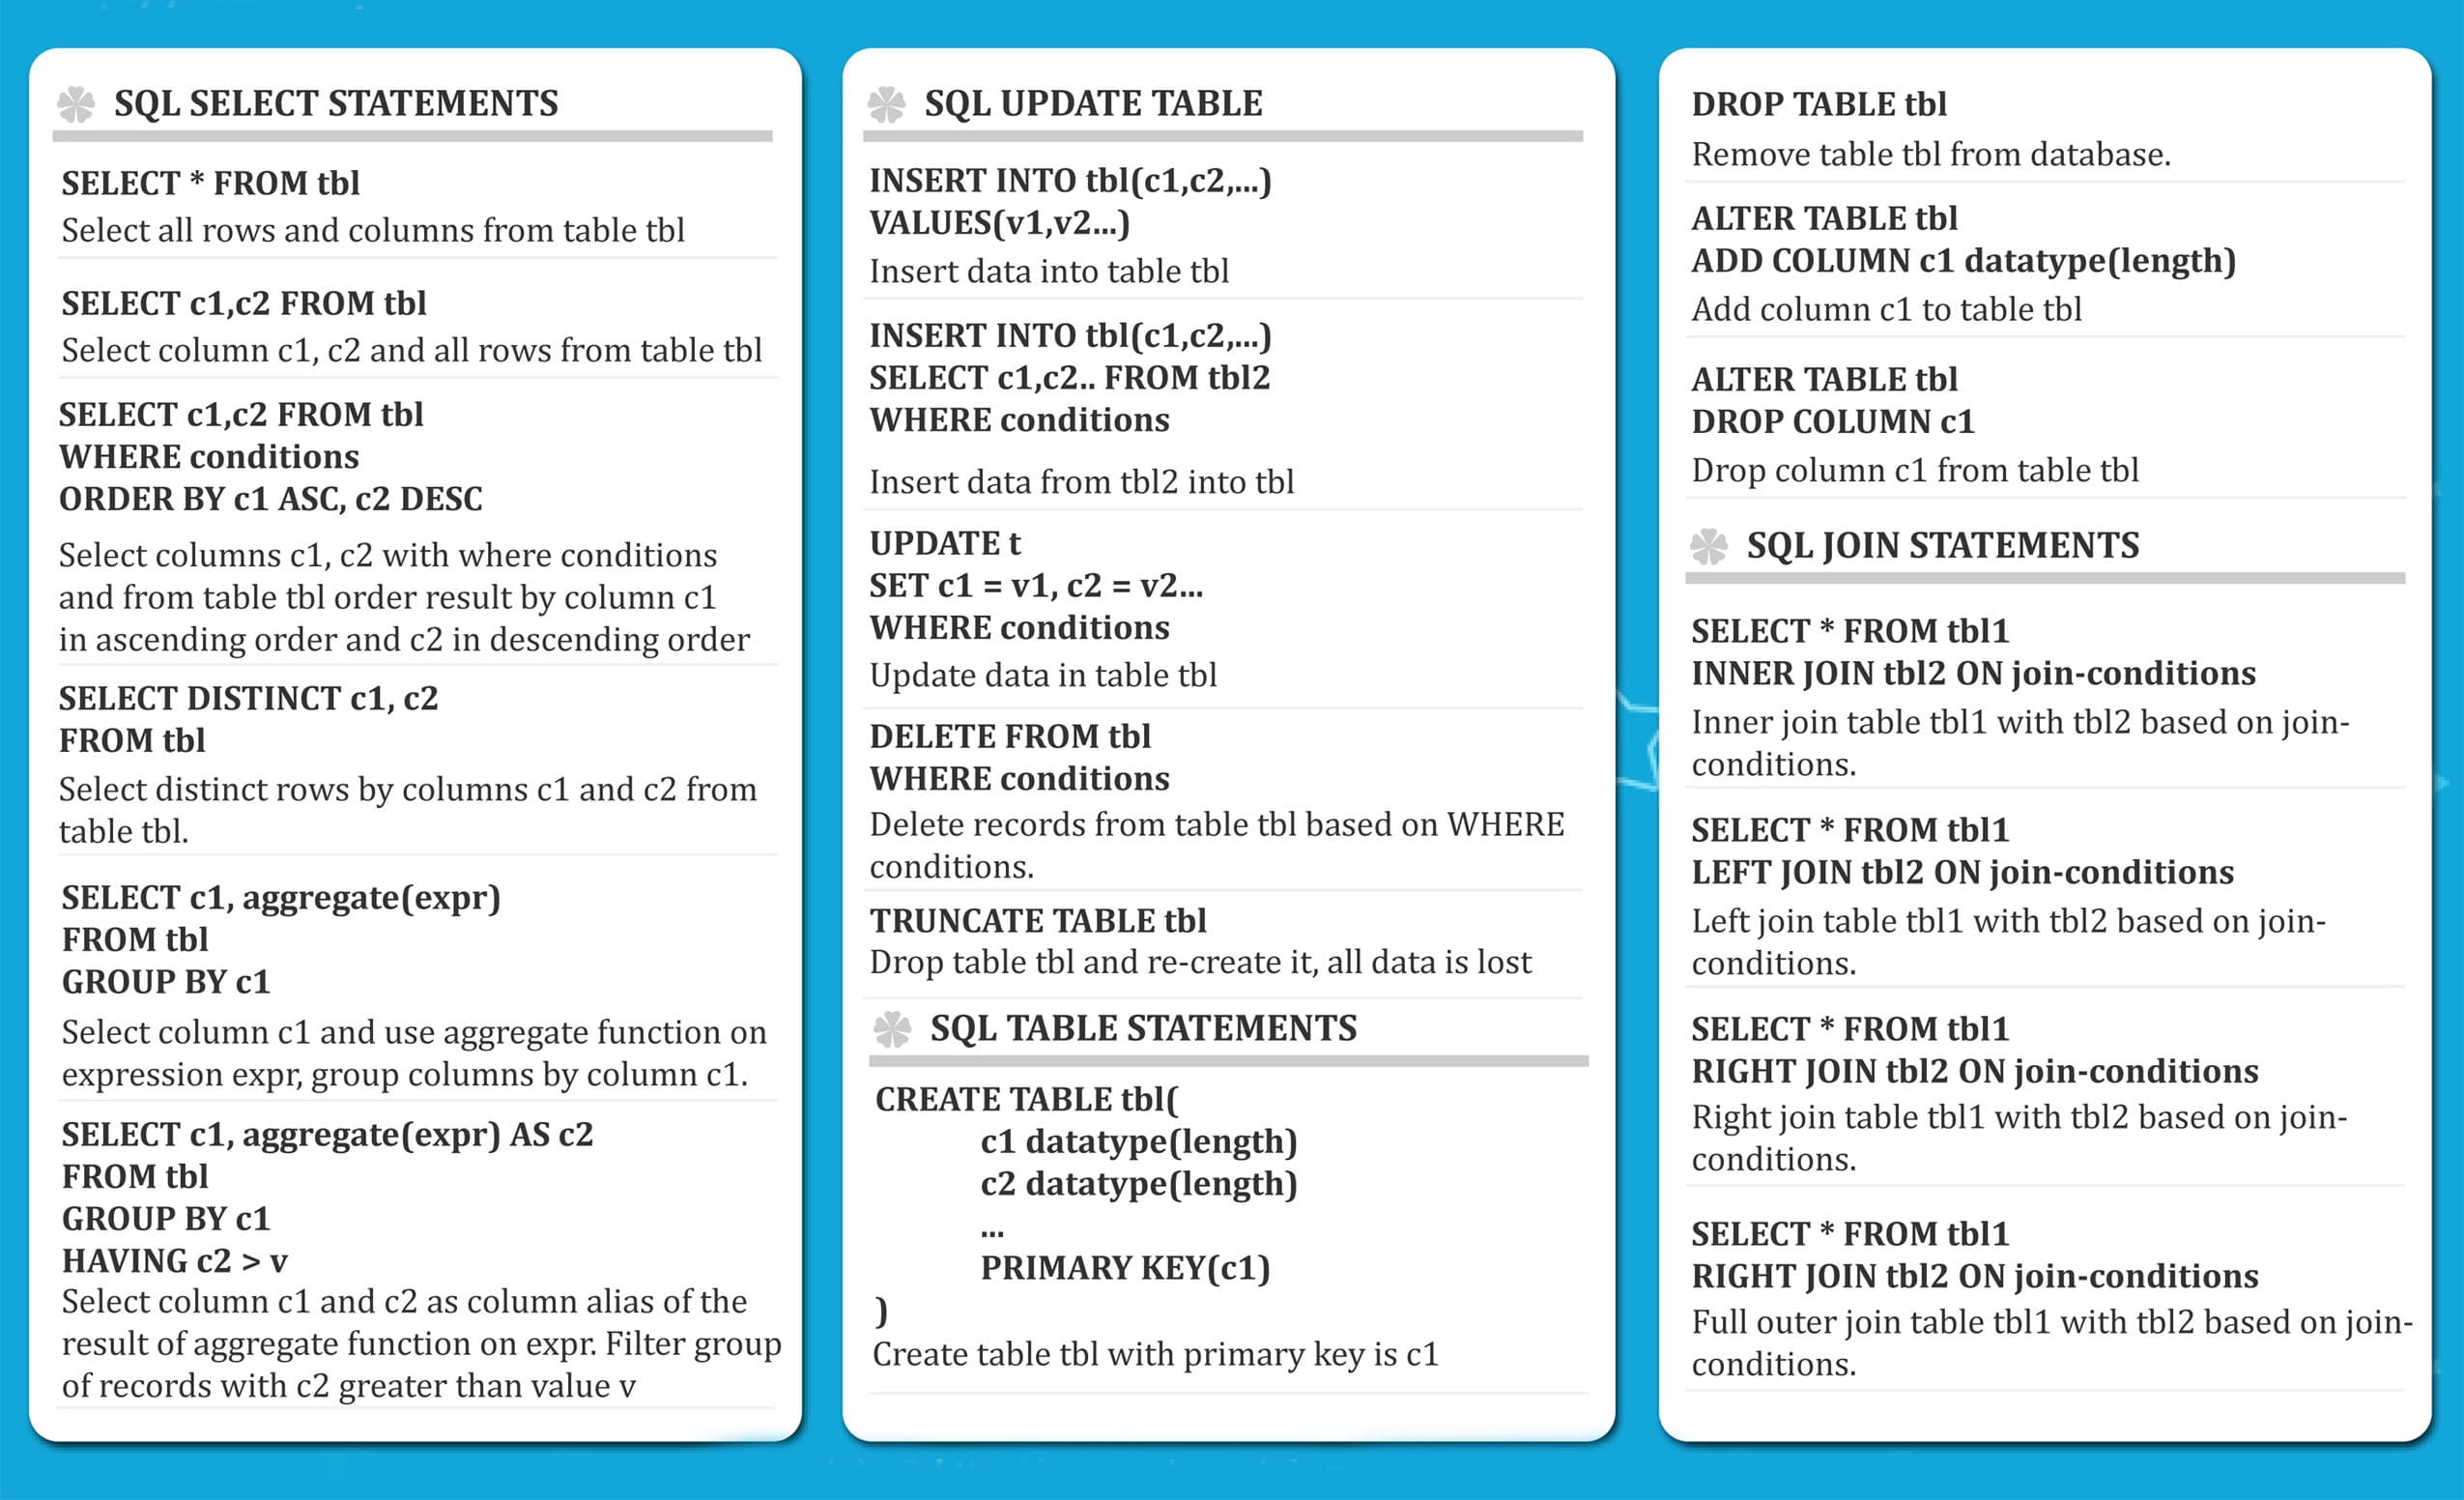 SQL SELECT STATEMENTS
SELECT * FROM tbl
Select all rows and columns from table tbl
SELECT c1,c2 FROM tbl
Select column c1, c2 and all rows from table tbl
SELECT c1,c2 FROM tbl
WHERE conditions
ORDER BY c1 ASC, c2 DESC
Select columns c1, c2 with where conditions
and from table tbl order result by column c1
in ascending order and c2 in descending order
SELECT DISTINCT c1, c2
FROM tbl
Select distinct rows by columns c1 and c2 from
table tbl.
SELECT c1, aggregate(expr)
FROM tbl
GROUP BY c1
Select column c1 and use aggregate function on
expression expr, group columns by column c1.
SELECT c1, aggregate(expr) AS c2
FROM tbl
GROUP BY c1
HAVING c2 > v
Select column c1 and c2 as column alias of the
result of aggregate function on expr. Filter group
of records with c2 greater than value v
SQL UPDATE TABLE
INSERT INTO tbl(c1,c2,...)
VALUES(v1,v2...)
Insert data into table tbl
INSERT INTO tbl(c1,c2,...)
SELECT c1,c2.. FROM tbl2
WHERE conditions
Insert data from tbl2 into tbl
UPDATE t
SET c1 = v1, c2 = v2...
WHERE conditions
Update data in table tbl
DELETE FROM tbl
WHERE conditions
Delete records from table tbl based on WHERE
conditions.
TRUNCATE TABLE tbl
Drop table tbl and re-create it, all data is lost
SQL TABLE STATEMENTS
CREATE TABLE tbl(
c1 datatype(length)
c2 datatype(length)
...
PRIMARY KEY(c1)
)
Create table tbl with primary key is c1
DROP TABLE tbl
Remove table tbl from database.
ALTER TABLE tbl
ADD COLUMN c1 datatype(length)
Add column c1 to table tbl
ALTER TABLE tbl
DROP COLUMN c1
Drop column c1 from table tbl
SQL JOIN STATEMENTS
SELECT * FROM tbl1
INNER JOIN tbl2 ON join-conditions
Inner join table tbl1 with tbl2 based on join-
conditions.
SELECT * FROM tbl1
LEFT JOIN tbl2 ON join-conditions
Left join table tbl1 with tbl2 based on join-
conditions.
SELECT * FROM tbl1
RIGHT JOIN tbl2 ON join-conditions
Right join table tbl1 with tbl2 based on join-
conditions.
SELECT * FROM tbl1
RIGHT JOIN tbl2 ON join-conditions
Full outer join table tbl1 with tbl2 based on join-
conditions.